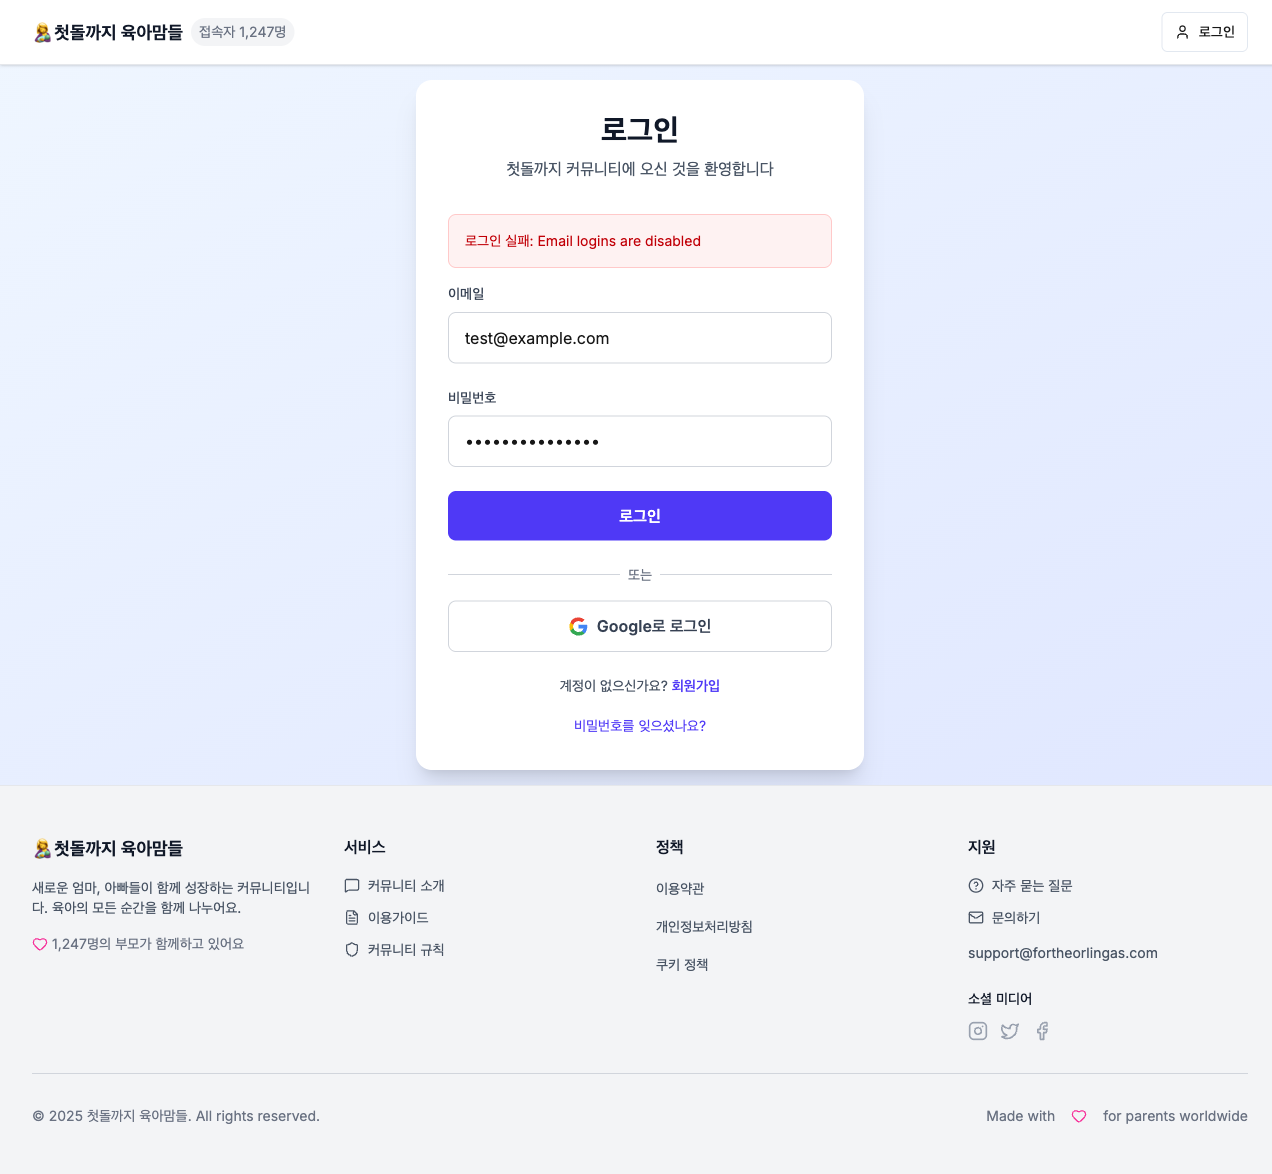 첫돌까지 육아맘들
접속자 1,247명
로그인
로그인
첫돌까지 커뮤니티에 오신 것을 환영합니다
로그인 실패: Email logins are disabled
이메일
test@example.com
비밀번호
•••••••••••••••
로그인
또는
Google로 로그인
계정이 없으신가요? 회원가입
비밀번호를 잊으셨나요?
첫돌까지 육아맘들
새로운 엄마, 아빠들이 함께 성장하는 커뮤니티입니
다. 육아의 모든 순간을 함께 나누어요.
1,247명의 부모가 함께하고 있어요
서비스
커뮤니티 소개
이용가이드
커뮤니티 규칙
정책
이용약관
개인정보처리방침
쿠키 정책
지원
자주 묻는 질문
문의하기
support@fortheorlingas.com
소셜 미디어
© 2025 첫돌까지 육아맘들. All rights reserved.
Made with for parents worldwide